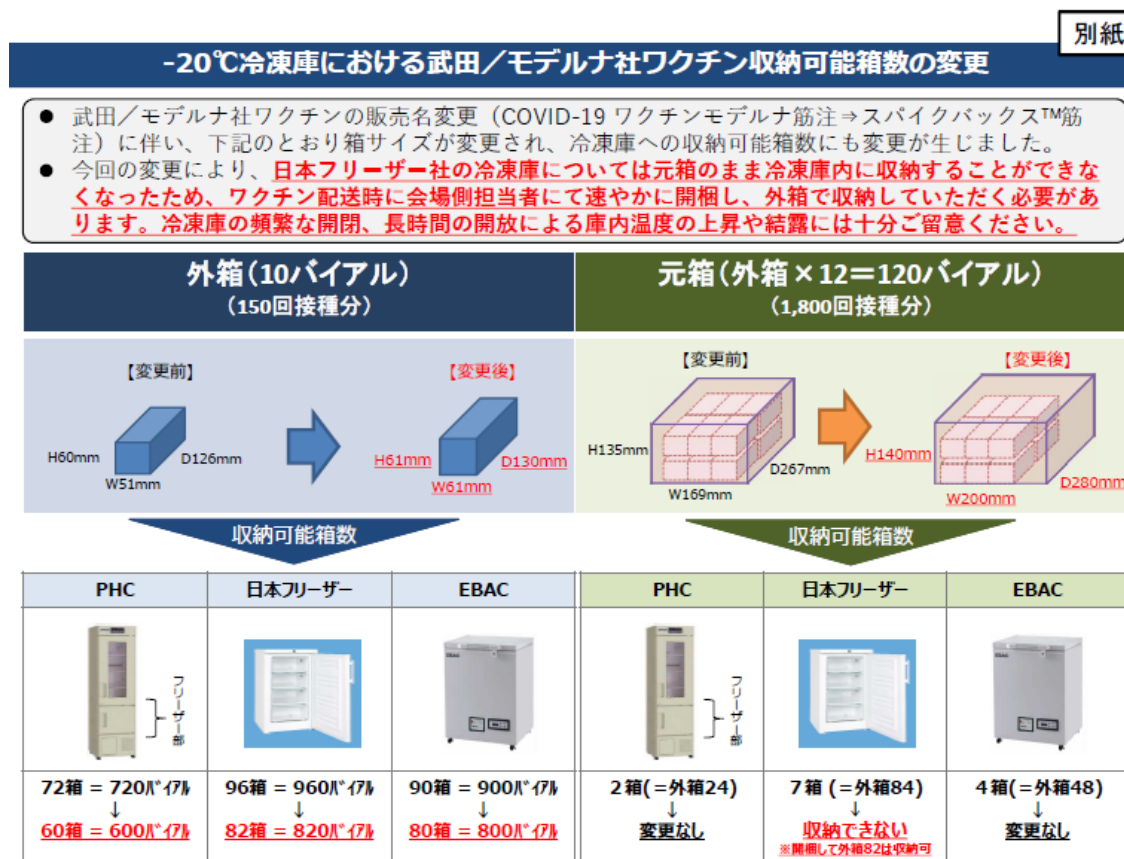 別紙
-20℃冷凍庫における武田／モデルナ社ワクチン収納可能箱数の変更
● 武田／モデルナ社ワクチンの販売名変更（COVID-19 ワクチンモデルナ筋注⇒スパイクバックス™筋
注）に伴い、下記のとおり箱サイズが変更され、冷凍庫への収納可能箱数にも変更が生じました。
● 今回の変更により、日本フリーザー社の冷凍庫については元箱のまま冷凍庫内に収納することができな
くなったため、ワクチン配送時に会場側担当者にて速やかに開梱し、外箱で収納していただく必要があ
ります。冷凍庫の頻繁な開閉、長時間の開放による庫内温度の上昇や結露には十分ご留意ください。
外箱（10バイアル）
（150回接種分）
元箱（外箱×12＝120バイアル）
（1,800回接種分）
【変更前】
【変更後】
H60mm
D126mm
W51mm
H61mm
D130mm
W61mm
【変更前】
【変更後】
H135mm
D267mm
W169mm
H140mm
D280mm
W200mm
収納可能箱数
収納可能箱数
PHC 日本フリーザー EBAC PHC 日本フリーザー EBAC
フリーザー部
EBAC
フリーザー部
EBAC
72箱 = 720バイアル 96箱 = 960バイアル 90箱 = 900バイアル 2箱(=外箱24) 7箱 (=外箱84) 4箱(=外箱48)
↓ ↓ ↓ ↓ ↓ ↓
60箱 = 600バイアル 82箱 = 820バイアル 80箱 = 800バイアル 変更なし 収納できない 変更なし
※開梱して外箱82は収納可